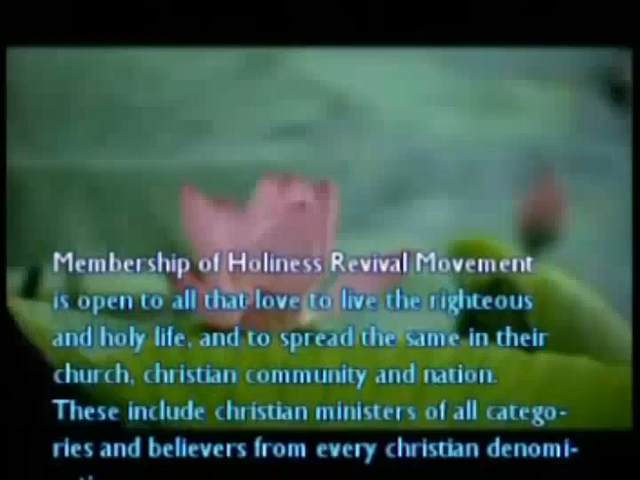 Membership of Holiness Revival Movement
is open to all that love to live the righteous
and holy life, and to spread the same in their
church, christian community and nation.
These include christian ministers of all catego-
ries and believers from every christian denomi-